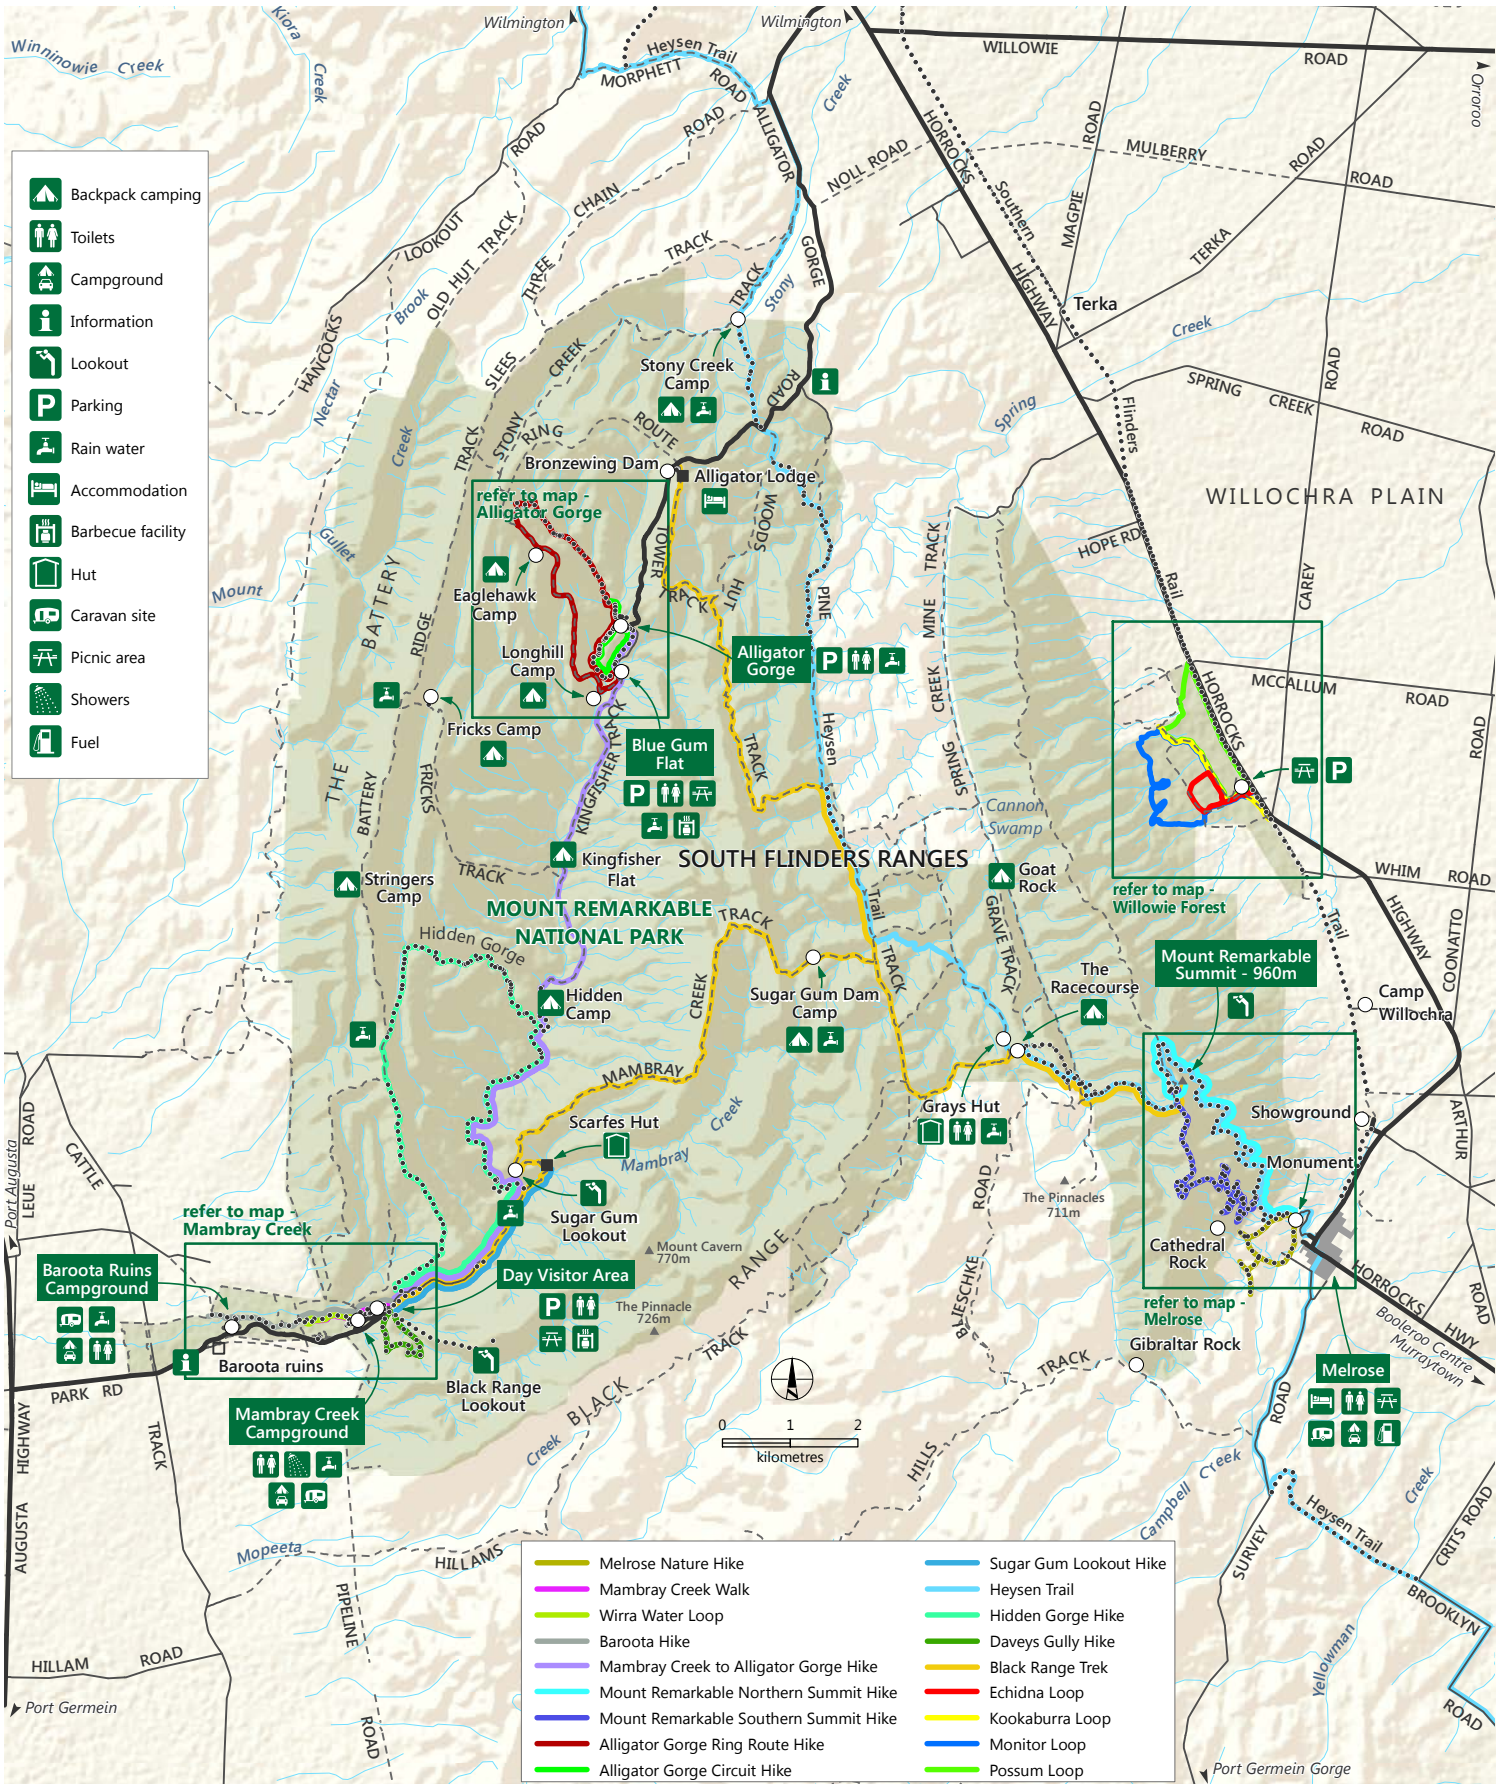 Wilmington
Wilmington
Kiora
Creek
Winninowie Creek
Heysen Trail
MORPHETT
ROAD
WILLOWIE
ROAD
Orroroo
Creek
ALLIGATOR
GORGE
ROAD
ROAD
LOOKOUT
HANCOCKS
OLD HUT TRACK
THREE
CHAIN
ROAD
NOLL ROAD
HORROCKS
HIGHWAY
Southern
Flinders
Rail
Trail
MAGPIE
ROAD
MULBERRY
ROAD
TERKA
ROAD
Terka
Creek
Spring
SPRING
CREEK
ROAD
ROAD
CAREY
Backpack camping
Toilets
Campground
Information
Lookout
Parking
Rain water
Accommodation
Barbecue facility
Hut
Caravan site
Picnic area
Showers
Fuel
Nectar
Brook
SLEES
TRACK
STONY
CREEK
TRACK
TRACK
Stony
Stony Creek
Camp
RING
ROUTE
Bronzewing Dam
Alligator Lodge
refer to map -
Alligator Gorge
Creek
Gullet
Mount
THE
BATTERY
BATTERY
RIDGE
TRACK
Eaglehawk
Camp
Longhill
Camp
TOWER
TRACK
WOODS
HUT
PINE
Heysen
Trail
TRACK
Alligator
Gorge
Fricks Camp
FRICKS
TRACK
KINGFISHER TRACK
Blue Gum
Flat
TRACK
Kingfisher
Flat
SOUTH FLINDERS RANGES
MOUNT REMARKABLE
NATIONAL PARK
Stringers
Camp
Hidden Gorge
Hidden
Camp
TRACK
CREEK
MAMBRAY
Sugar Gum Dam
Camp
SPRING
CREEK
MINE
TRACK
Cannon
Swamp
Goat
Rock
GRAVE TRACK
The
Racecourse
Grays Hut
HOPE RD
WILLOCHRA PLAIN
MCCALLUM
ROAD
HORROCKS
refer to map -
Willowie Forest
WHIM
ROAD
HIGHWAY
COONATTO
ROAD
Mount Remarkable
Summit - 960m
Camp
Willochra
Showground
Monument
ARTHUR
ROAD
Cathedral
Rock
refer to map -
Melrose
HORROCKS
HWY
Booleroo Centre
Murraytown
Melrose
Gibraltar Rock
The Pinnacles
711m
BLIESCHKE
ROAD
TRACK
Scarfes Hut
Creek
Mambray
Sugar Gum
Lookout
Mount Cavern
770m
The Pinnacle
726m
BLACK
RANGE
TRACK
Day Visitor Area
Black Range
Lookout
Port Augusta
LEUE
ROAD
CATTLE
TRACK
refer to map -
Mambray Creek
Baroota Ruins
Campground
Baroota ruins
PARK RD
Mambray Creek
Campground
AUGUSTA
HIGHWAY
Creek
Mopeeta
HILLAMS
HILLS
PIPELINE
ROAD
HILLAM
ROAD
Port Germein
0 1 2
kilometres
Campbell
Creek
ROAD
SURVEY
Heysen Trail
Creek
Yellowman
CRITS ROAD
BROOKLYN
ROAD
Port Germein Gorge
Melrose Nature Hike
Mambray Creek Walk
Wirra Water Loop
Baroota Hike
Mambray Creek to Alligator Gorge Hike
Mount Remarkable Northern Summit Hike
Mount Remarkable Southern Summit Hike
Alligator Gorge Ring Route Hike
Alligator Gorge Circuit Hike
Sugar Gum Lookout Hike
Heysen Trail
Hidden Gorge Hike
Daveys Gully Hike
Black Range Trek
Echidna Loop
Kookaburra Loop
Monitor Loop
Possum Loop